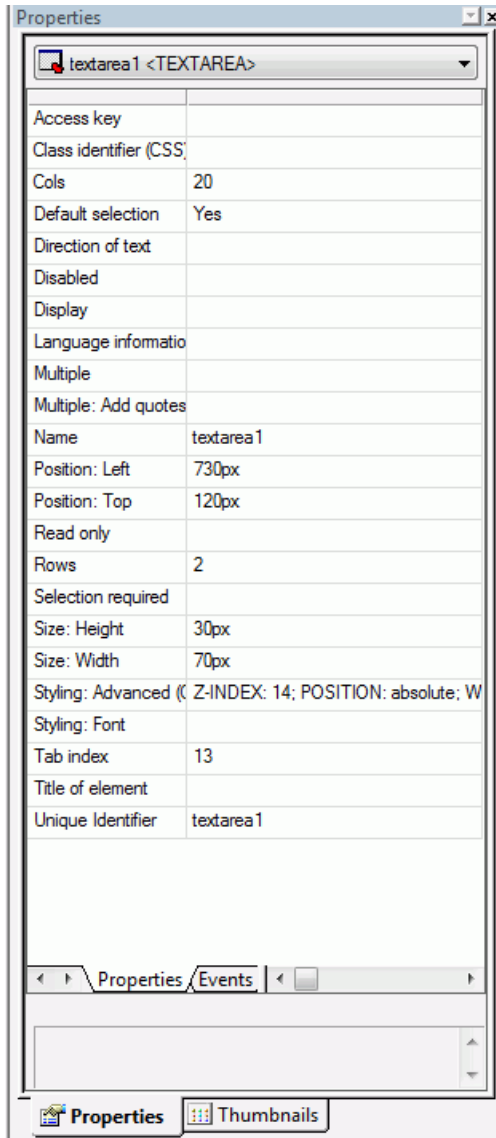 Properties
textarea1 <TEXTAREA>
Access key
Class identifier (CSS)
Cols 20
Default selection Yes
Direction of text
Disabled
Display
Language informatio
Multiple
Multiple: Add quotes
Name textarea1
Position: Left 730px
Position: Top 120px
Read only
Rows 2
Selection required
Size: Height 30px
Size: Width 70px
Styling: Advanced (C Z-INDEX: 14; POSITION: absolute; W
Styling: Font
Tab index 13
Title of element
Unique Identifier textarea1
Properties Events
Properties Thumbnails